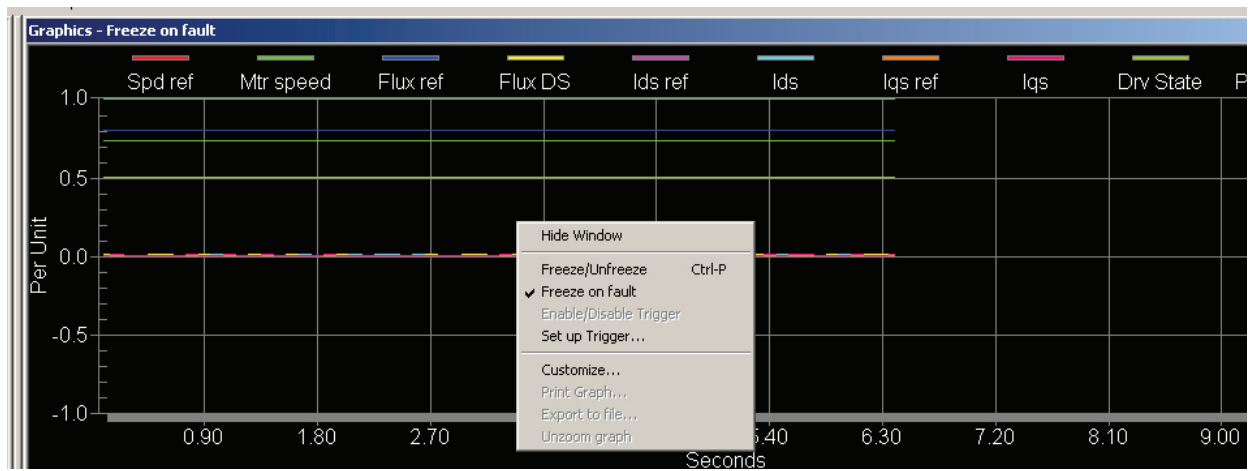 Graphics - Freeze on fault
Spd ref Mtr speed Flux ref Flux DS Ids ref Ids Iqs ref Iqs Drv State P
1.0
0.5
0.0
-0.5
-1.0
Per Unit
Hide Window
Freeze/Unfreeze Ctrl-P
Freeze on fault
Enable/Disable Trigger
Set up Trigger...
Customize...
Print Graph...
Export to file...
Unzoom graph
0.90 1.80 2.70 5.40 6.30 7.20 8.10 9.00
Seconds